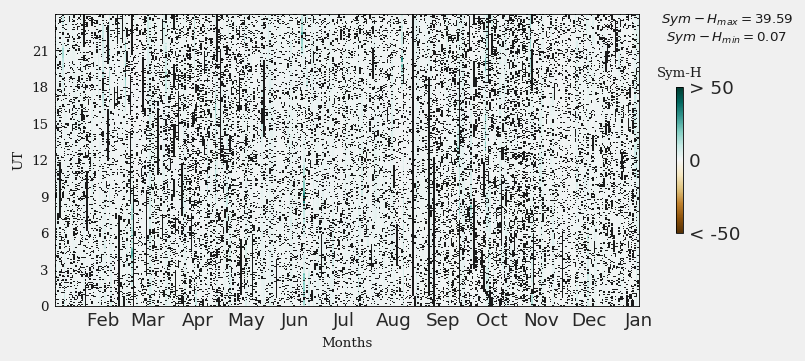 Sym-H_max = 39.59
Sym-H_min = 0.07
Sym-H
> 50
0
< -50
UT
21
18
15
12
9
6
3
0
Feb Mar Apr May Jun Jul Aug Sep Oct Nov Dec Jan
Months